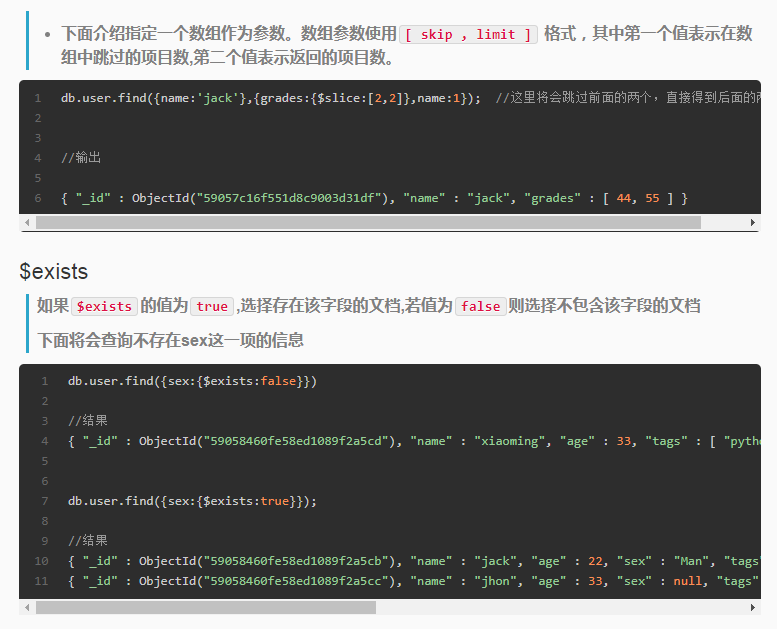 下面介绍指定一个数组作为参数。数组参数使用[ skip , limit ] 格式，其中第一个值表示在数
组中跳过的项目数,第二个值表示返回的项目数。
1 db.user.find({name:'jack'},{grades:{$slice:[2,2]},name:1}); //这里将会跳过前面的两个，直接得到后面的
2
3
4 //输出
5
6 { "_id" : ObjectId("59057c16f551d8c9003d31df"), "name" : "jack", "grades" : [ 44, 55 ] }
$exists
如果 $exists 的值为 true ,选择存在该字段的文档,若值为 false 则选择不包含该字段的文档
下面将会查询不存在sex这一项的信息
1 db.user.find({sex:{$exists:false}})
2
3 //结果
4 { "_id" : ObjectId("59058460fe58ed1089f2a5cd"), "name" : "xiaoming", "age" : 33, "tags" : [ "pyth
5
6
7 db.user.find({sex:{$exists:true}});
8
9 //结果
10 { "_id" : ObjectId("59058460fe58ed1089f2a5cb"), "name" : "jack", "age" : 22, "sex" : "Man", "tags"
11 { "_id" : ObjectId("59058460fe58ed1089f2a5cc"), "name" : "jhon", "age" : 33, "sex" : null, "tags"